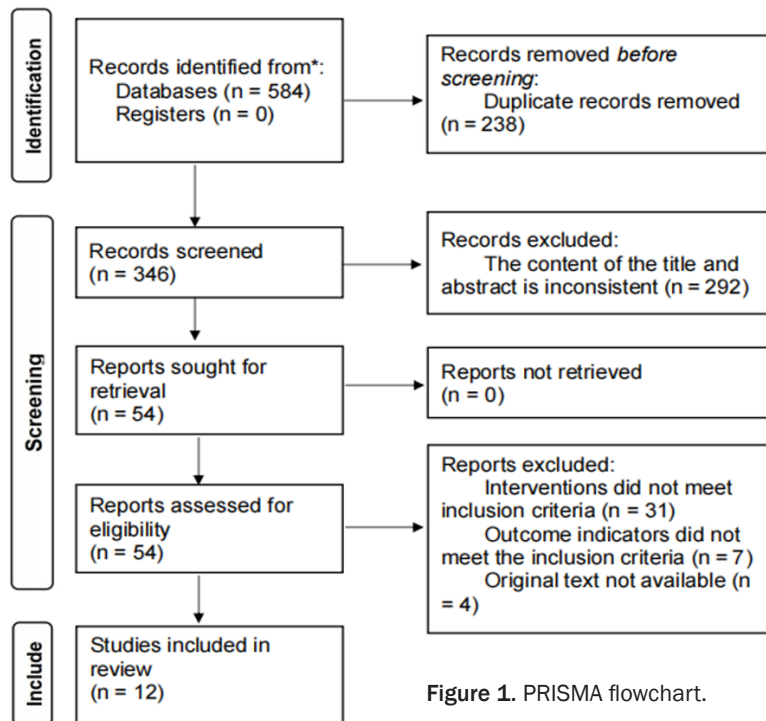 Identification
Records identified from*:
Databases (n = 584)
Registers (n = 0)
Records removed before
screening:
Duplicate records removed
(n = 238)
Screening
Records screened
(n = 346)
Records excluded:
The content of the title and
abstract is inconsistent (n = 292)
Reports sought for
retrieval
(n = 54)
Reports not retrieved
(n = 0)
Reports assessed for
eligibility
(n = 54)
Reports excluded:
Interventions did not meet
inclusion criteria (n = 31)
Outcome indicators did not
meet the inclusion criteria (n = 7)
Original text not available (n
= 4)
Include
Studies included in
review
(n = 12)
Figure 1. PRISMA flowchart.